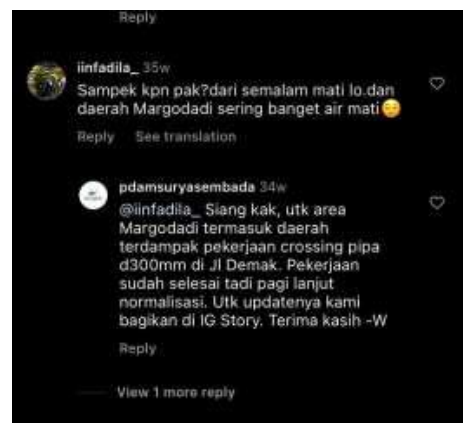 Reply
iinfadila_ 35w
Sampek kpn pak?dari semalam mati lo.dan
daerah Margodadi sering banget air mati😔
Reply See translation
pdamsuryasembada 34w
@iinfadila_ Siang kak, utk area
Margodadi termasuk daerah
terdampak pekerjaan crossing pipa
d300mm di Jl Demak. Pekerjaan
sudah selesai tadi pagi lanjut
normalisasi. Utk updatenya kami
bagikan di IG Story. Terima kasih -W
Reply
View 1 more reply